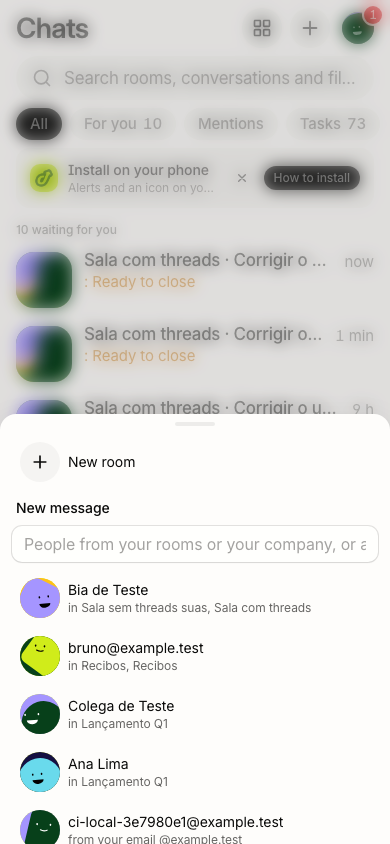 Chats
1
Search rooms, conversations and fil...
All
For you 10
Mentions
Tasks 73
Install on your phone
Alerts and an icon on yo...
How to install
10 waiting for you
Sala com threads · Corrigir o ...
now
: Ready to close
Sala com threads · Corrigir o u...
1 min
: Ready to close
Sala com threads · Corrigir o u...
9 h
New room
New message
People from your rooms or your company, or a
Bia de Teste
in Sala sem threads suas, Sala com threads
bruno@example.test
in Recibos, Recibos
Colega de Teste
in Lançamento Q1
Ana Lima
in Lançamento Q1
ci-local-3e7980e1@example.test
from your email @example.test